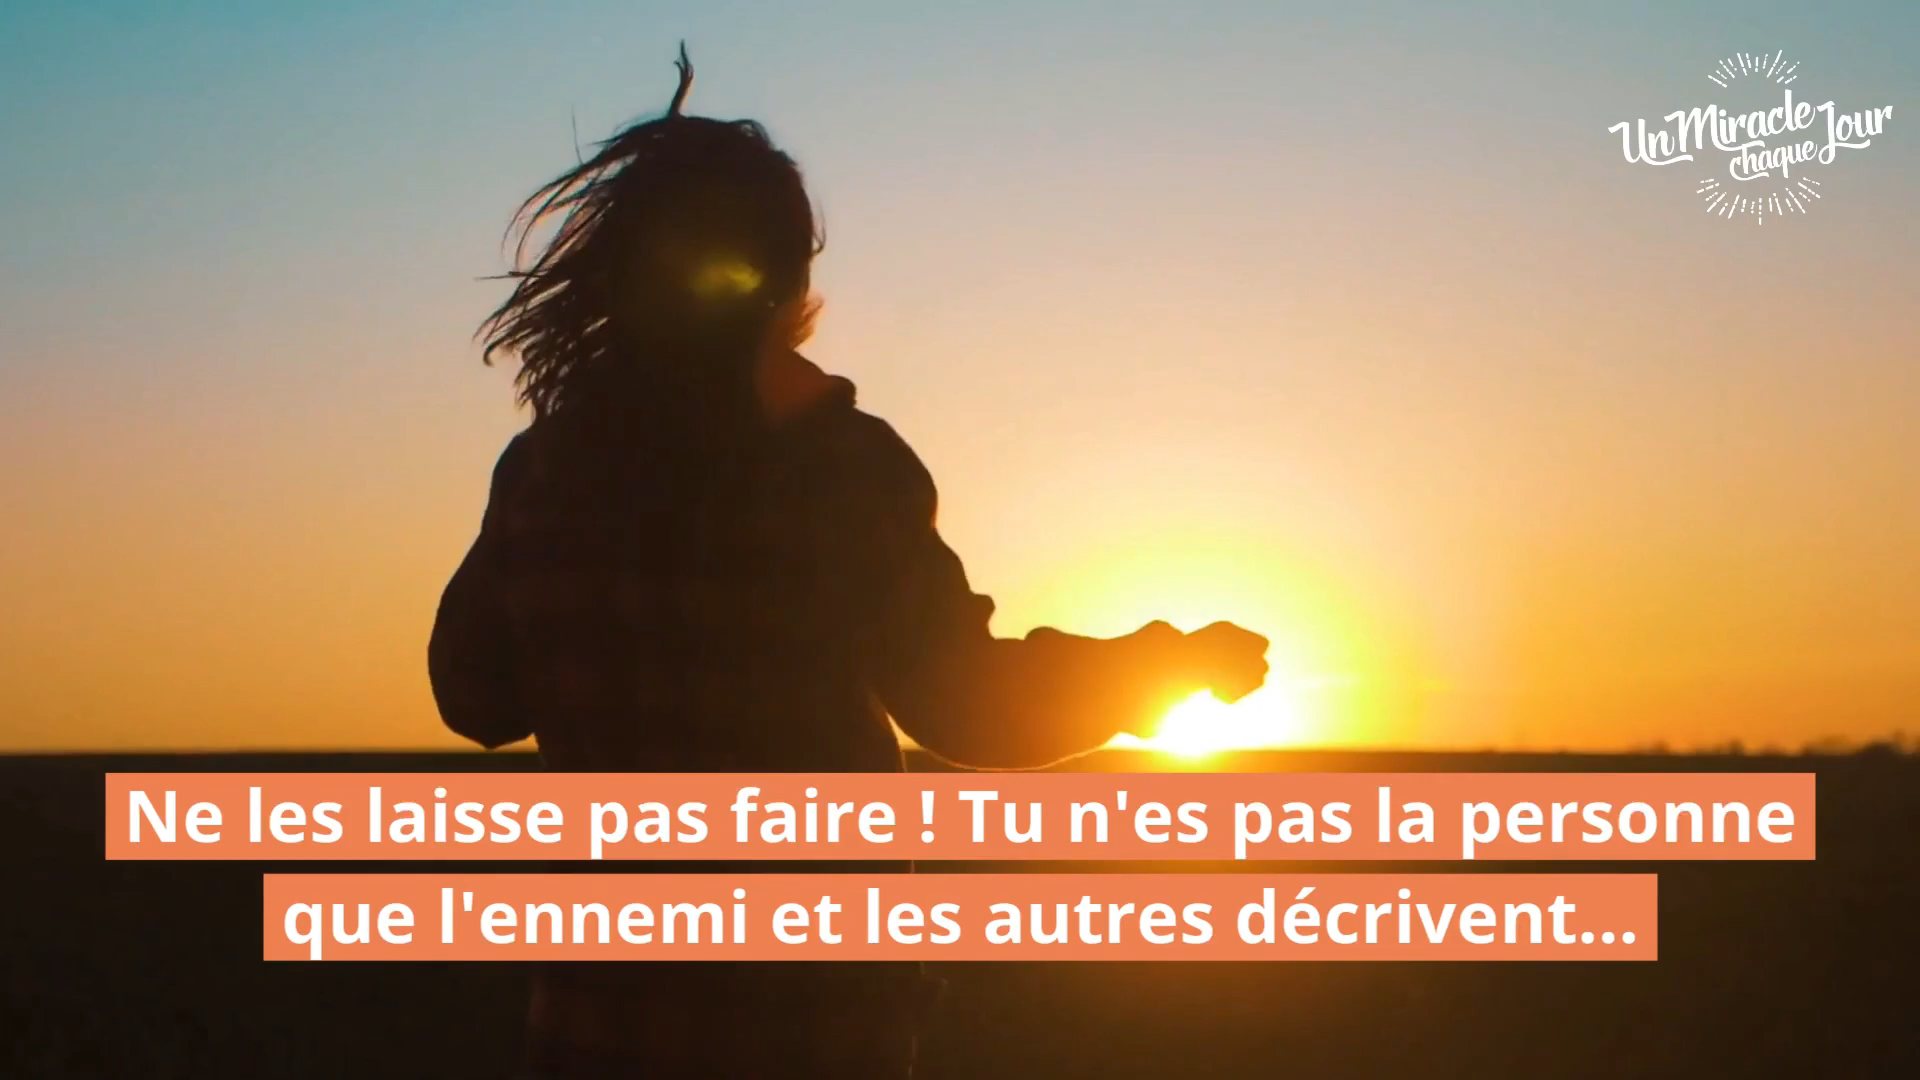 Un Miracle
chaque Jour
Ne les laisse pas faire ! Tu n'es pas la personne
que l'ennemi et les autres décrivent...